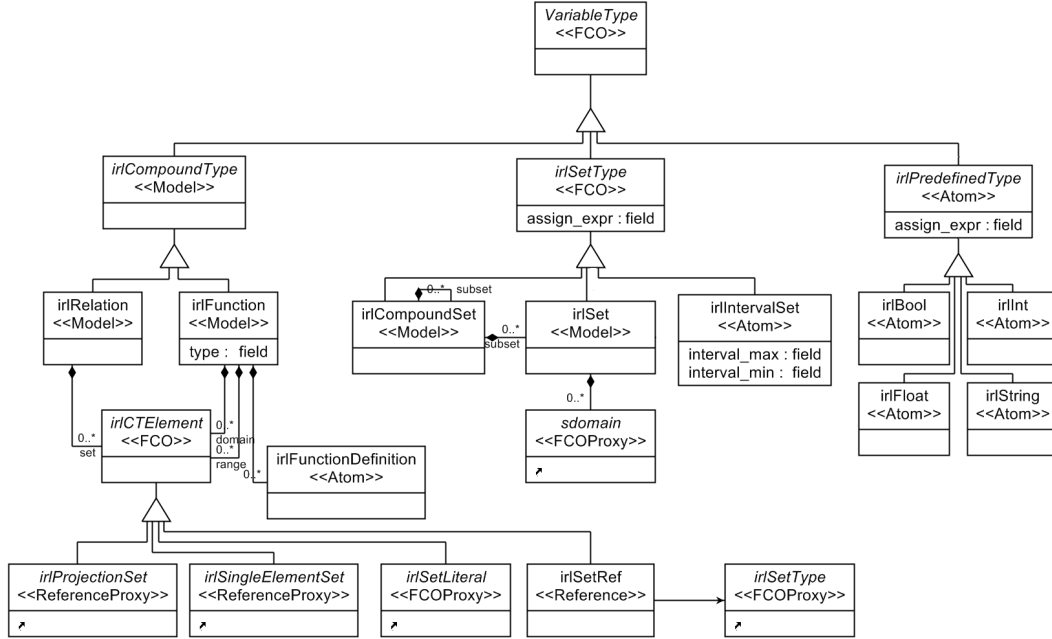 VariableType
<<FCO>>
irlCompoundType
<<Model>>
irlSetType
<<FCO>>
assign_expr : field
irlPredefinedType
<<Atom>>
assign_expr : field
irlRelation
<<Model>>
irlFunction
<<Model>>
type : field
0..* subset
irlCompoundSet
<<Model>>
0..*
subset
irlSet
<<Model>>
irlIntervalSet
<<Atom>>
interval_max : field
interval_min : field
irlBool
<<Atom>>
irlInt
<<Atom>>
irlFloat
<<Atom>>
irlString
<<Atom>>
0..*
set
irlCTElement
<<FCO>>
0..*
domain
0..*
range
0..*
irlFunctionDefinition
<<Atom>>
0..*
sdomain
<<FCOProxy>>
irlProjectionSet
<<ReferenceProxy>>
irlSingleElementSet
<<ReferenceProxy>>
irlSetLiteral
<<FCOProxy>>
irlSetRef
<<Reference>>
irlSetType
<<FCOProxy>>